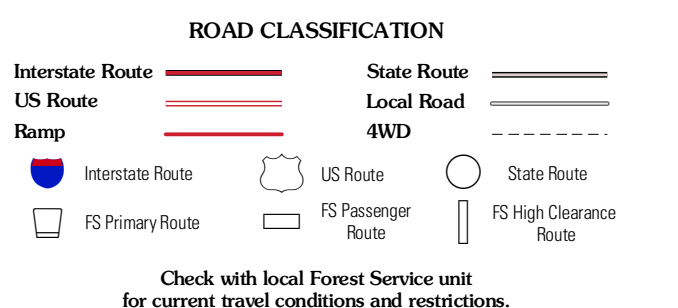 ROAD CLASSIFICATION
Interstate Route
State Route
US Route
Local Road
Ramp
4WD
Interstate Route
US Route
State Route
FS Primary Route
FS Passenger
Route
FS High Clearance
Route
Check with local Forest Service unit
for current travel conditions and restrictions.